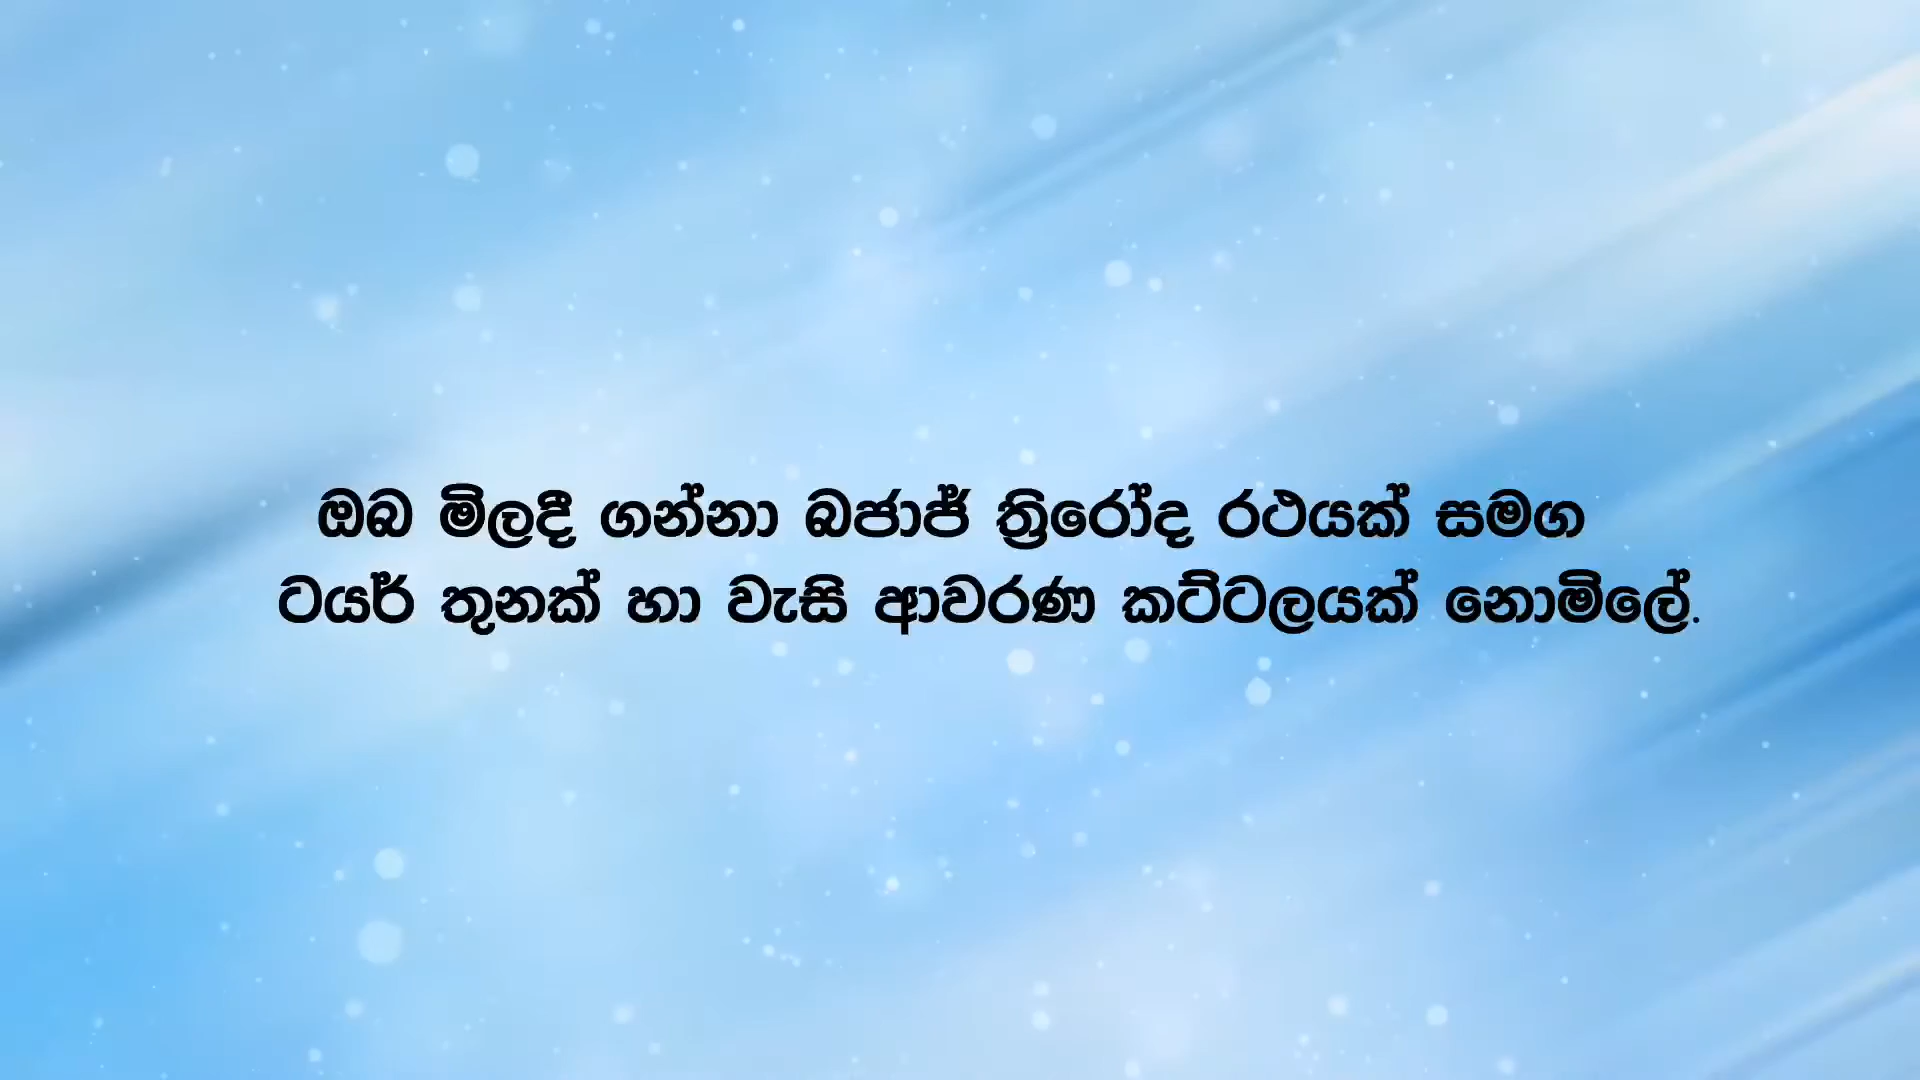 ඔබ මිලදී ගන්නා බජාජ් ත්‍රිරෝද රථයක් සමග
ටයර් තුනක් හා වැසි ආවරණ කට්ටලයක් නොමිලේ.